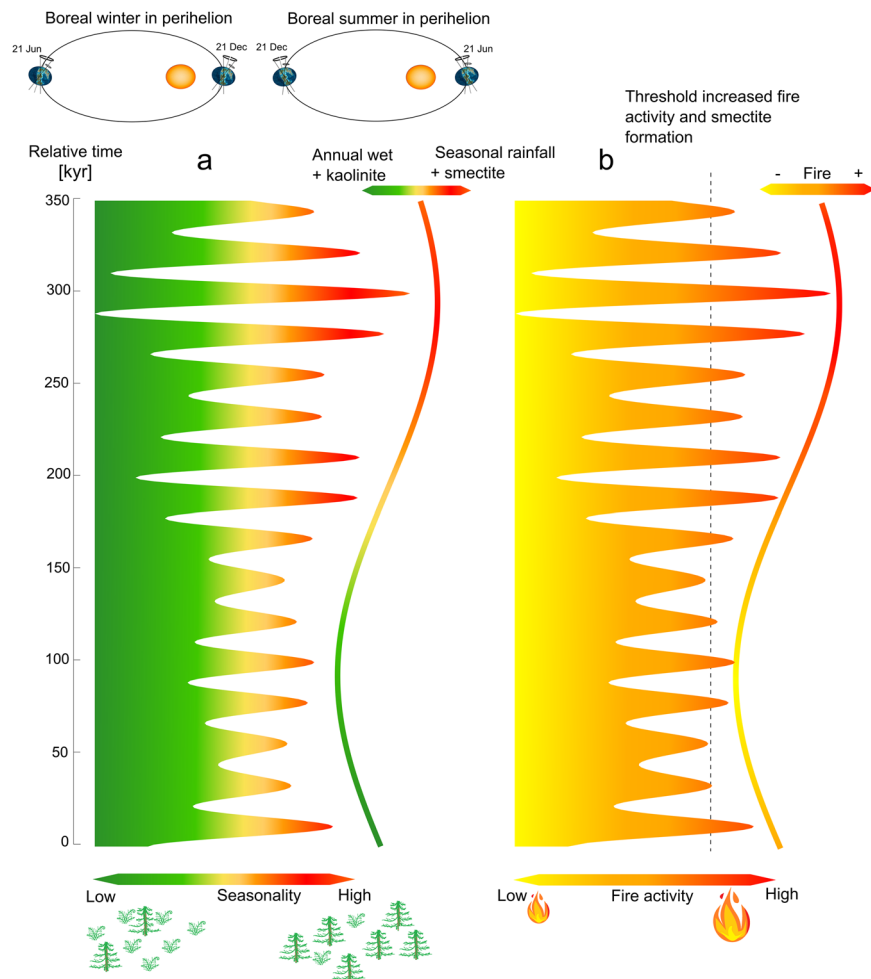 Boreal winter in perihelion
Boreal summer in perihelion
21 Jun
21 Dec
21 Dec
21 Jun
Threshold increased fire
activity and smectite
formation
Relative time
[kyr]
a
Annual wet
+ kaolinite
Seasonal rainfall
+ smectite
b
- Fire +
350
300
250
200
150
100
50
0
Low Seasonality High
Low Fire activity High